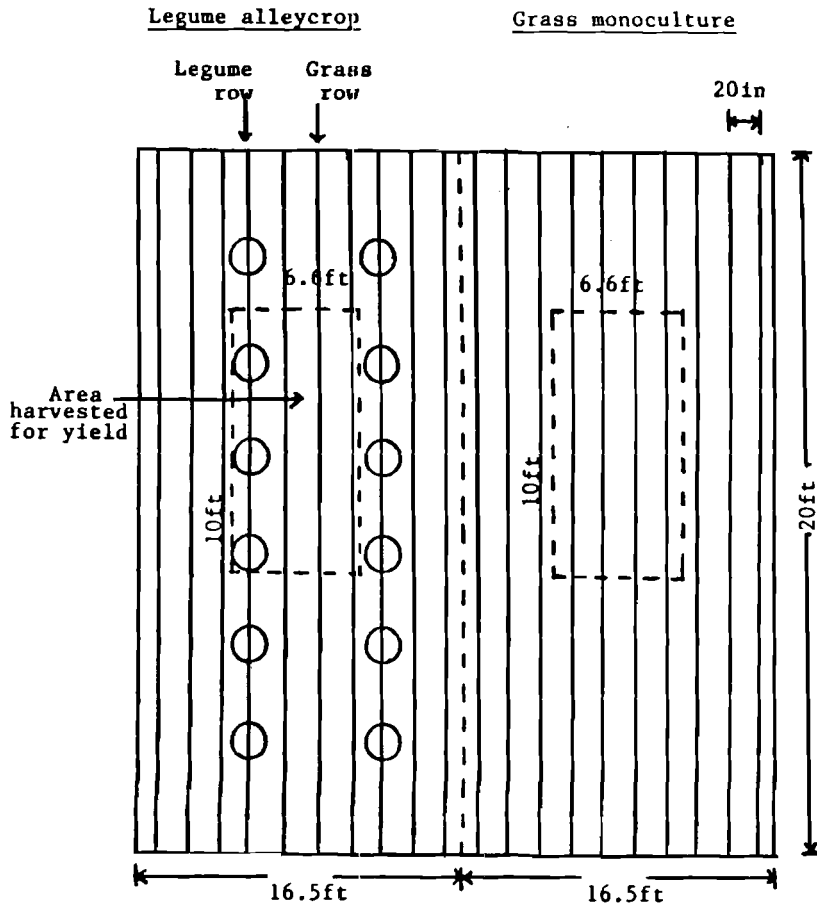 Legume alleycrop
Grass monoculture
Legume
row
Grass
row
20in
6.6ft
6.6ft
Area
harvested
for yield
10ft
10ft
20ft
16.5ft
16.5ft